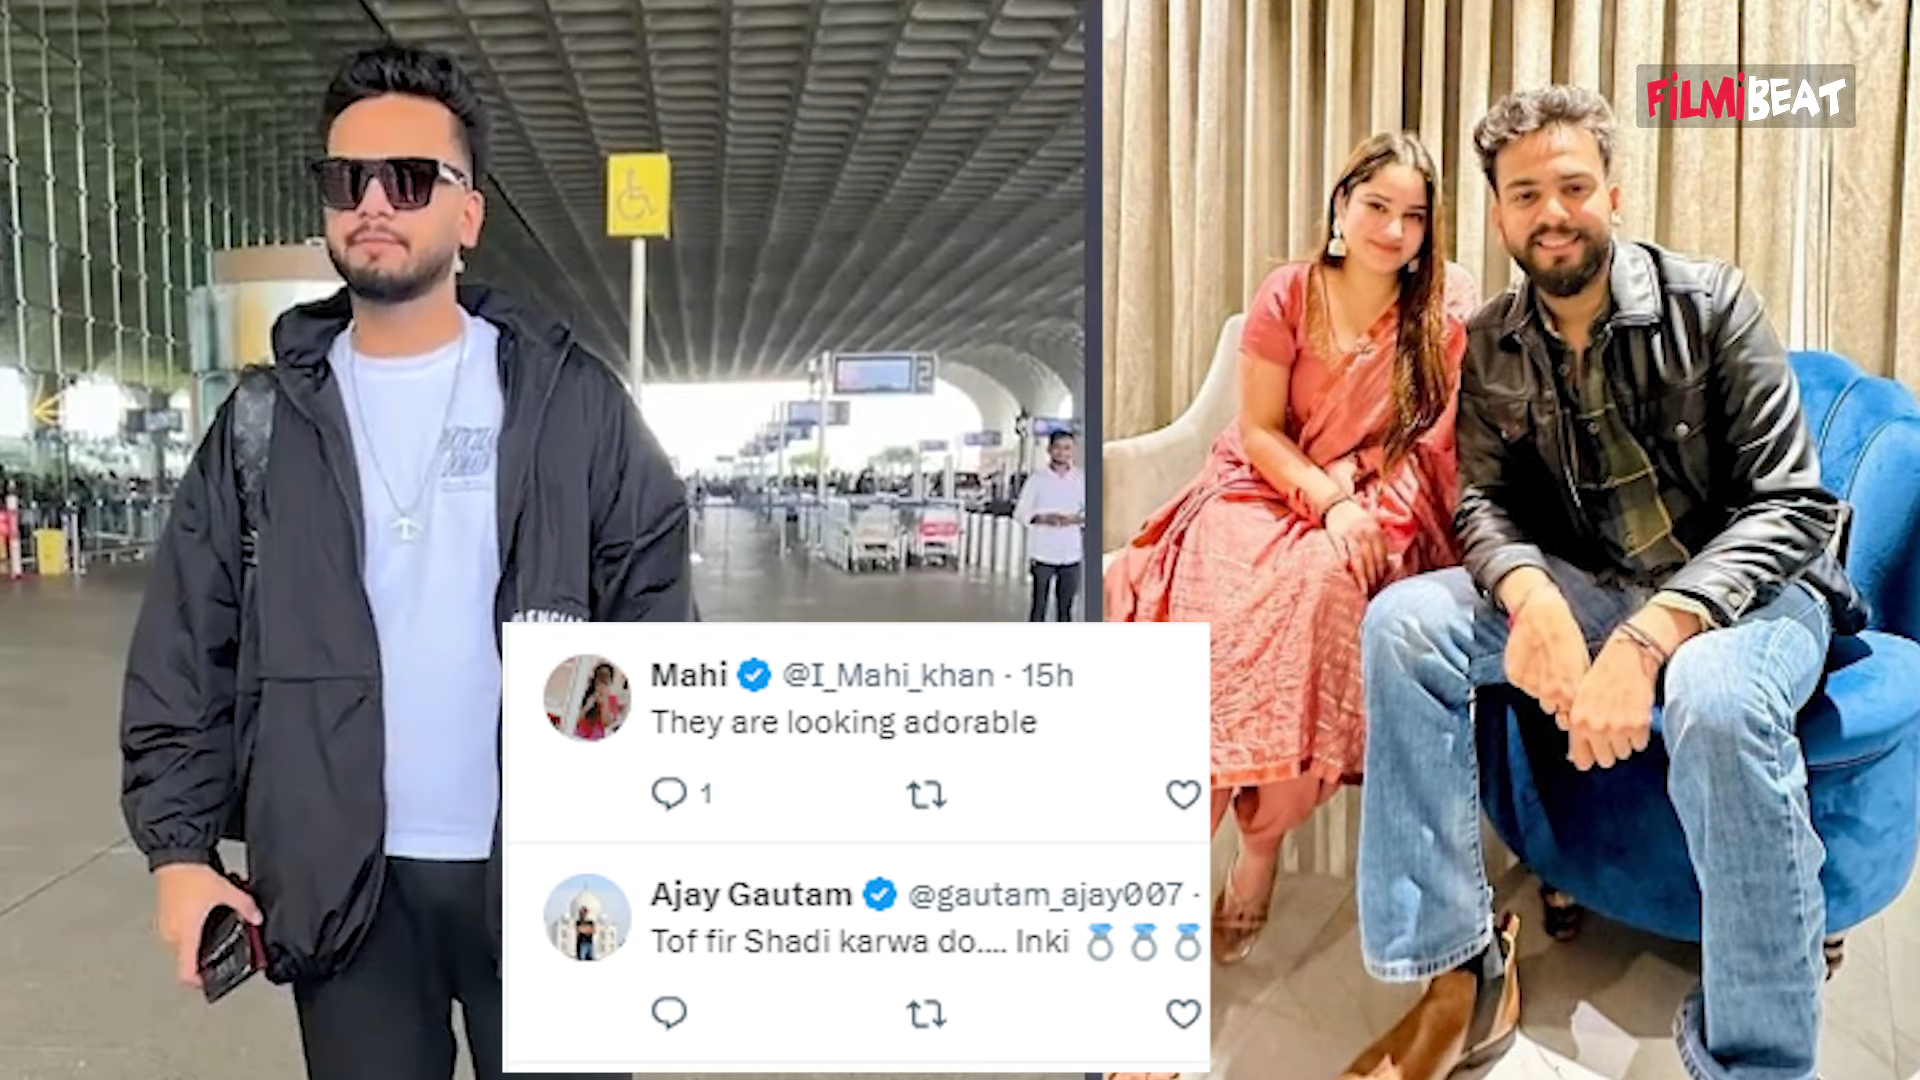 FiLMiBEAT
Mahi @I_Mahi_khan · 15h
They are looking adorable
1
Ajay Gautam @gautam_ajay007 ·
Tof fir Shadi karwa do.... Inki